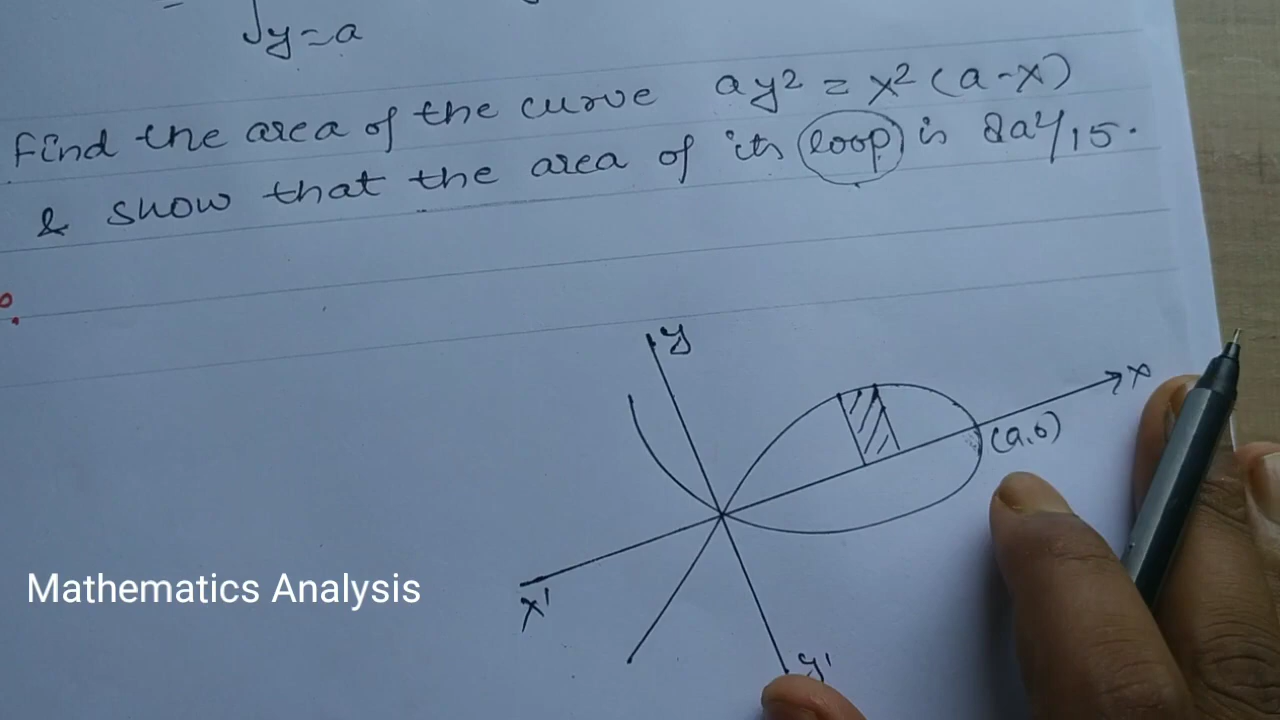 √y=a
Find the area of the curve ay² = x² (a-x)
& show that the area of its loop is 8a²/15.
y
x
(a,0)
Mathematics Analysis
x'
y'